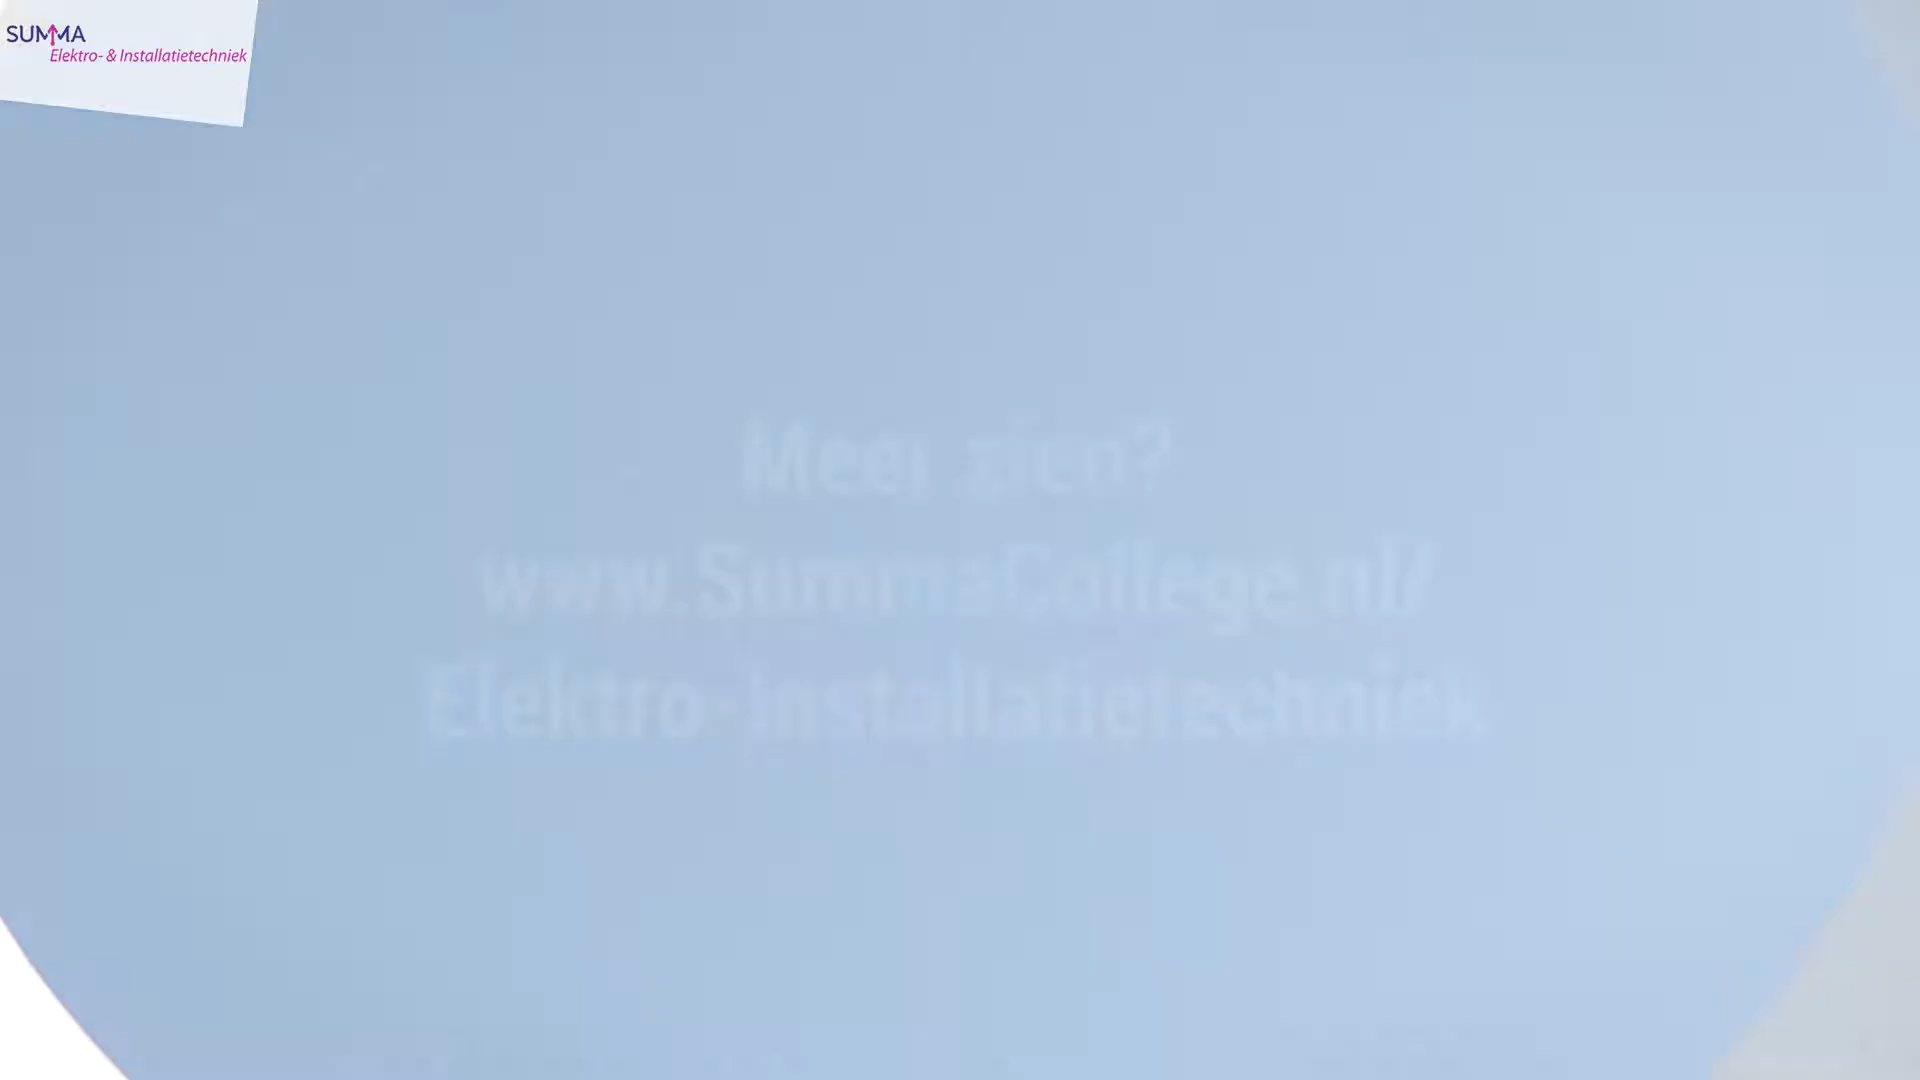 SUMMA
Elektro- & Installatietechniek
Meer zien?
www.SummaCollege.nl/
Elektro-Installatietechniek